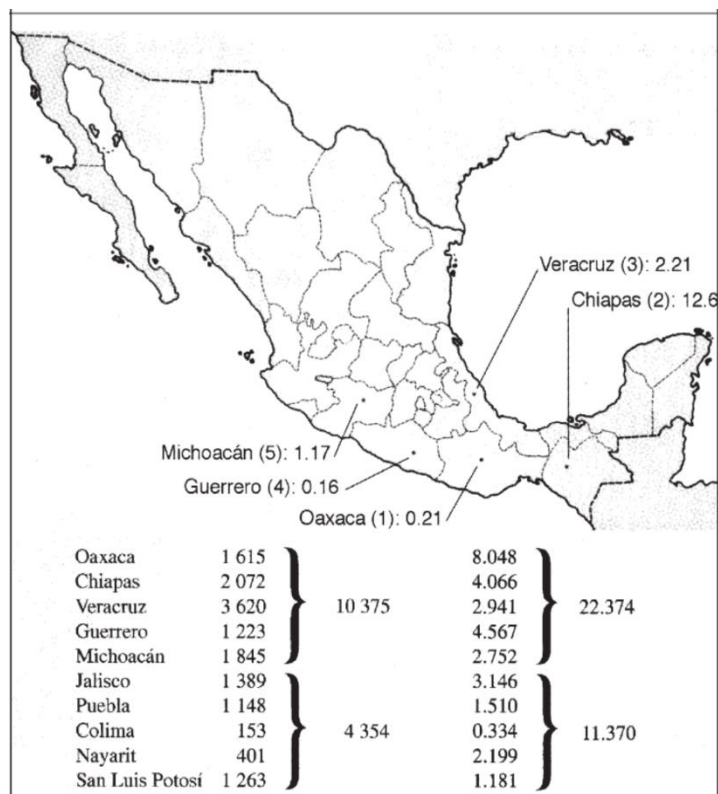 Veracruz (3): 2.21
Chiapas (2): 12.6
Michoacán (5): 1.17
Guerrero (4): 0.16
Oaxaca (1): 0.21
Oaxaca 1 615 8.048
Chiapas 2 072 4.066
Veracruz 3 620 10 375 2.941 22.374
Guerrero 1 223 4.567
Michoacán 1 845 2.752
Jalisco 1 389 3.146
Puebla 1 148 1.510
Colima 153 4 354 0.334 11.370
Nayarit 401 2.199
San Luis Potosí 1 263 1.181